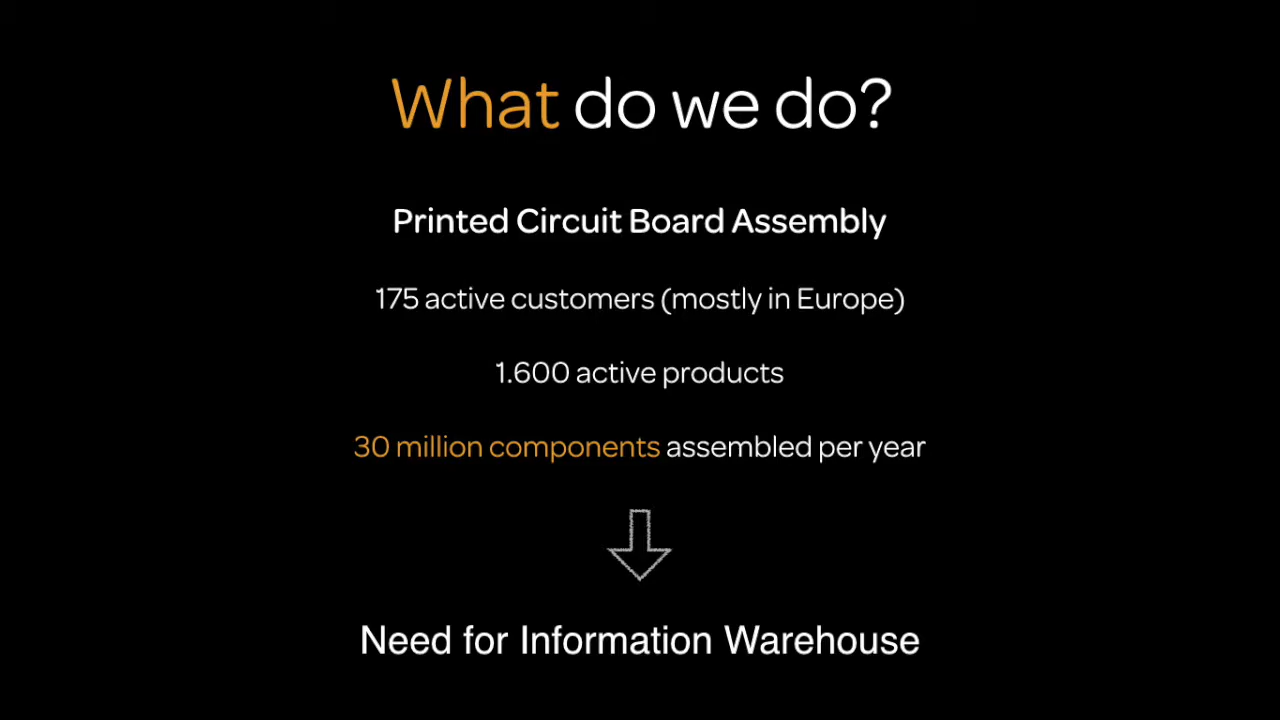 What do we do?
Printed Circuit Board Assembly
175 active customers (mostly in Europe)
1.600 active products
30 million components assembled per year
Need for Information Warehouse